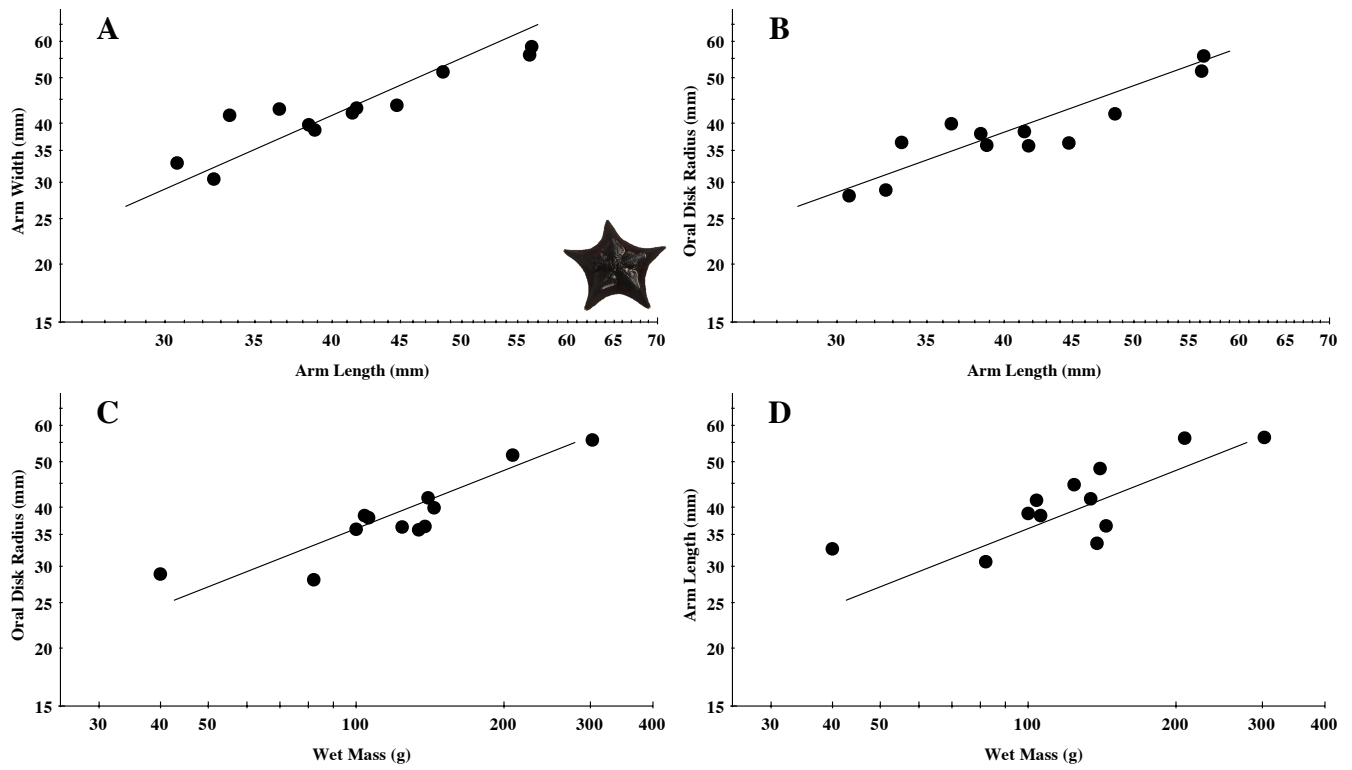 A
60
50
40
35
30
25
20
15
Arm Width (mm)
30 35 40 45 50 55 60 65 70
Arm Length (mm)
B
60
50
40
35
30
25
20
15
Oral Disk Radius (mm)
30 35 40 45 50 55 60 65 70
Arm Length (mm)
C
60
50
40
35
30
25
20
15
Oral Disk Radius (mm)
30 40 50 100 200 300 400
Wet Mass (g)
D
60
50
40
35
30
25
20
15
Arm Length (mm)
30 40 50 100 200 300 400
Wet Mass (g)